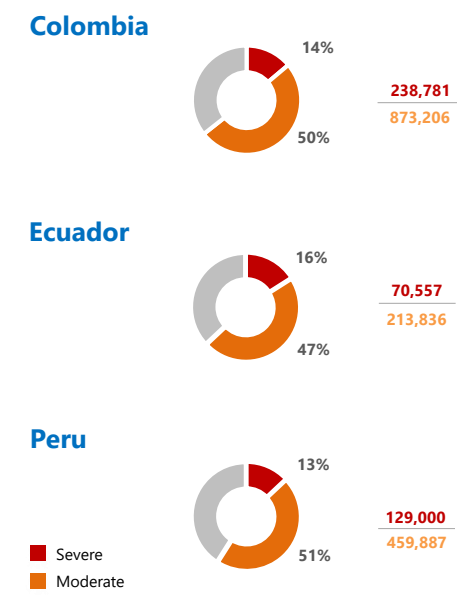 Colombia
14%
238,781
873,206
50%
Ecuador
16%
70,557
213,836
47%
Peru
13%
129,000
459,887
51%
Severe
Moderate